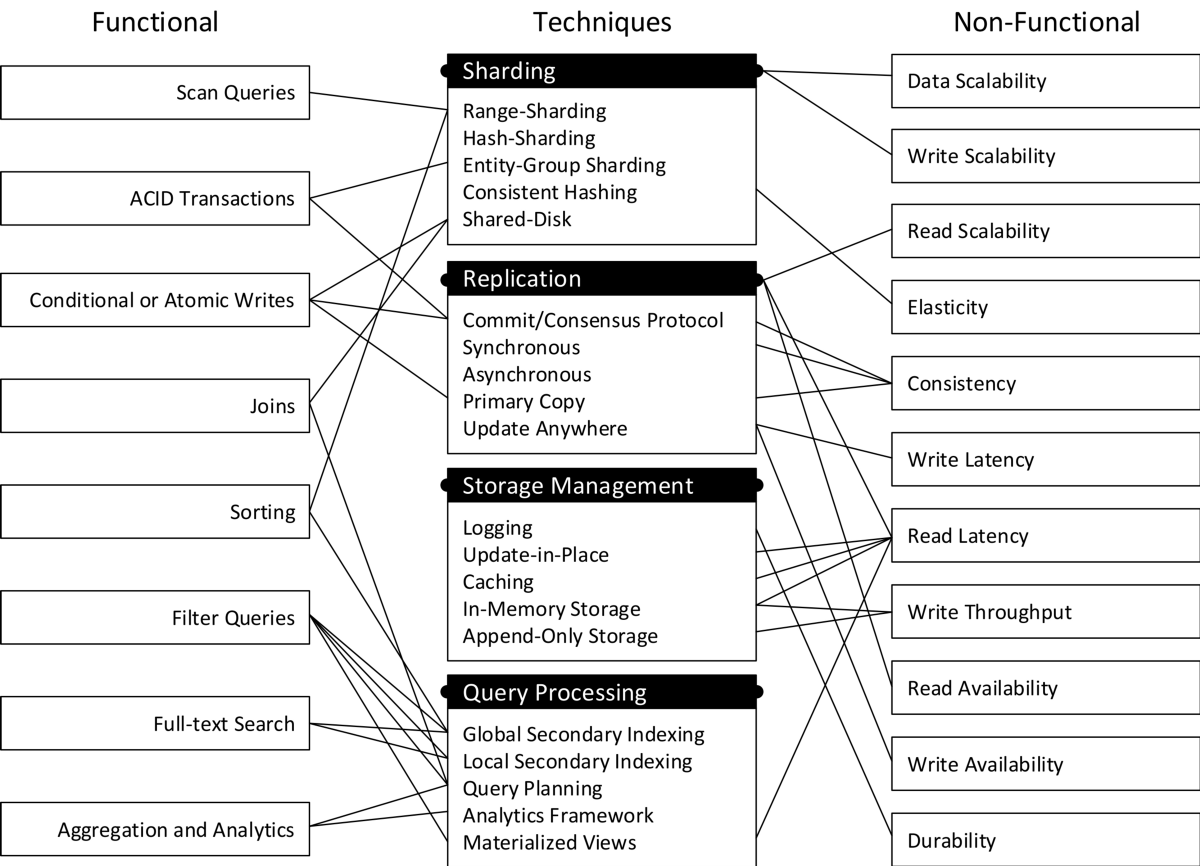 Functional
Techniques
Non-Functional
Scan Queries
ACID Transactions
Conditional or Atomic Writes
Joins
Sorting
Filter Queries
Full-text Search
Aggregation and Analytics
Sharding
Range-Sharding
Hash-Sharding
Entity-Group Sharding
Consistent Hashing
Shared-Disk
Replication
Commit/Consensus Protocol
Synchronous
Asynchronous
Primary Copy
Update Anywhere
Storage Management
Logging
Update-in-Place
Caching
In-Memory Storage
Append-Only Storage
Query Processing
Global Secondary Indexing
Local Secondary Indexing
Query Planning
Analytics Framework
Materialized Views
Data Scalability
Write Scalability
Read Scalability
Elasticity
Consistency
Write Latency
Read Latency
Write Throughput
Read Availability
Write Availability
Durability